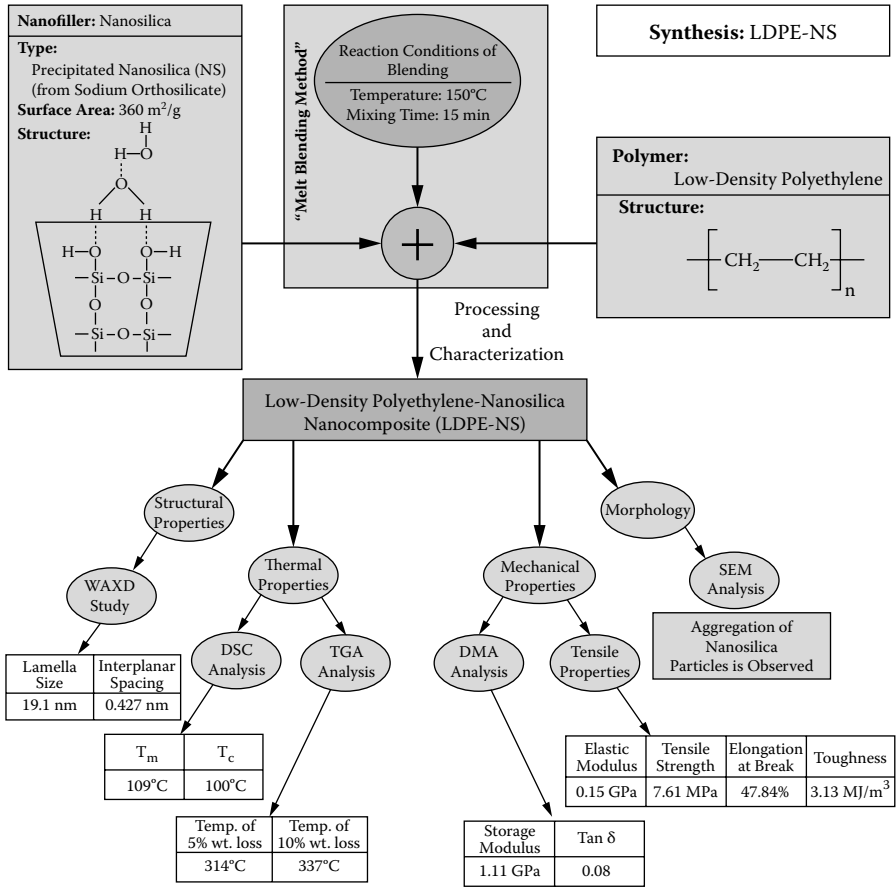 Nanofiller: Nanosilica
Type:
Precipitated Nanosilica (NS)
(from Sodium Orthosilicate)
Surface Area: 360 m²/g
Structure:
H
H–O
O
H H
H–O O–H
–Si–O–Si–
O O
–Si–O–Si–
"Melt Blending Method"
Reaction Conditions of
Blending
Temperature: 150°C
Mixing Time: 15 min
+
Synthesis: LDPE-NS
Polymer:
Low-Density Polyethylene
Structure:
CH₂—CH₂
n
Processing
and
Characterization
Low-Density Polyethylene-Nanosilica
Nanocomposite (LDPE-NS)
Structural
Properties
WAXD
Study
Lamella
Size
Interplanar
Spacing
19.1 nm 0.427 nm
Thermal
Properties
DSC
Analysis
Tm Tc
109°C 100°C
TGA
Analysis
Temp. of
5% wt. loss
Temp. of
10% wt. loss
314°C 337°C
Mechanical
Properties
DMA
Analysis
Storage
Modulus
Tan δ
1.11 GPa 0.08
Tensile
Properties
Elastic
Modulus
Tensile
Strength
Elongation
at Break
Toughness
0.15 GPa 7.61 MPa 47.84% 3.13 MJ/m³
Morphology
SEM
Analysis
Aggregation of
Nanosilica
Particles is Observed